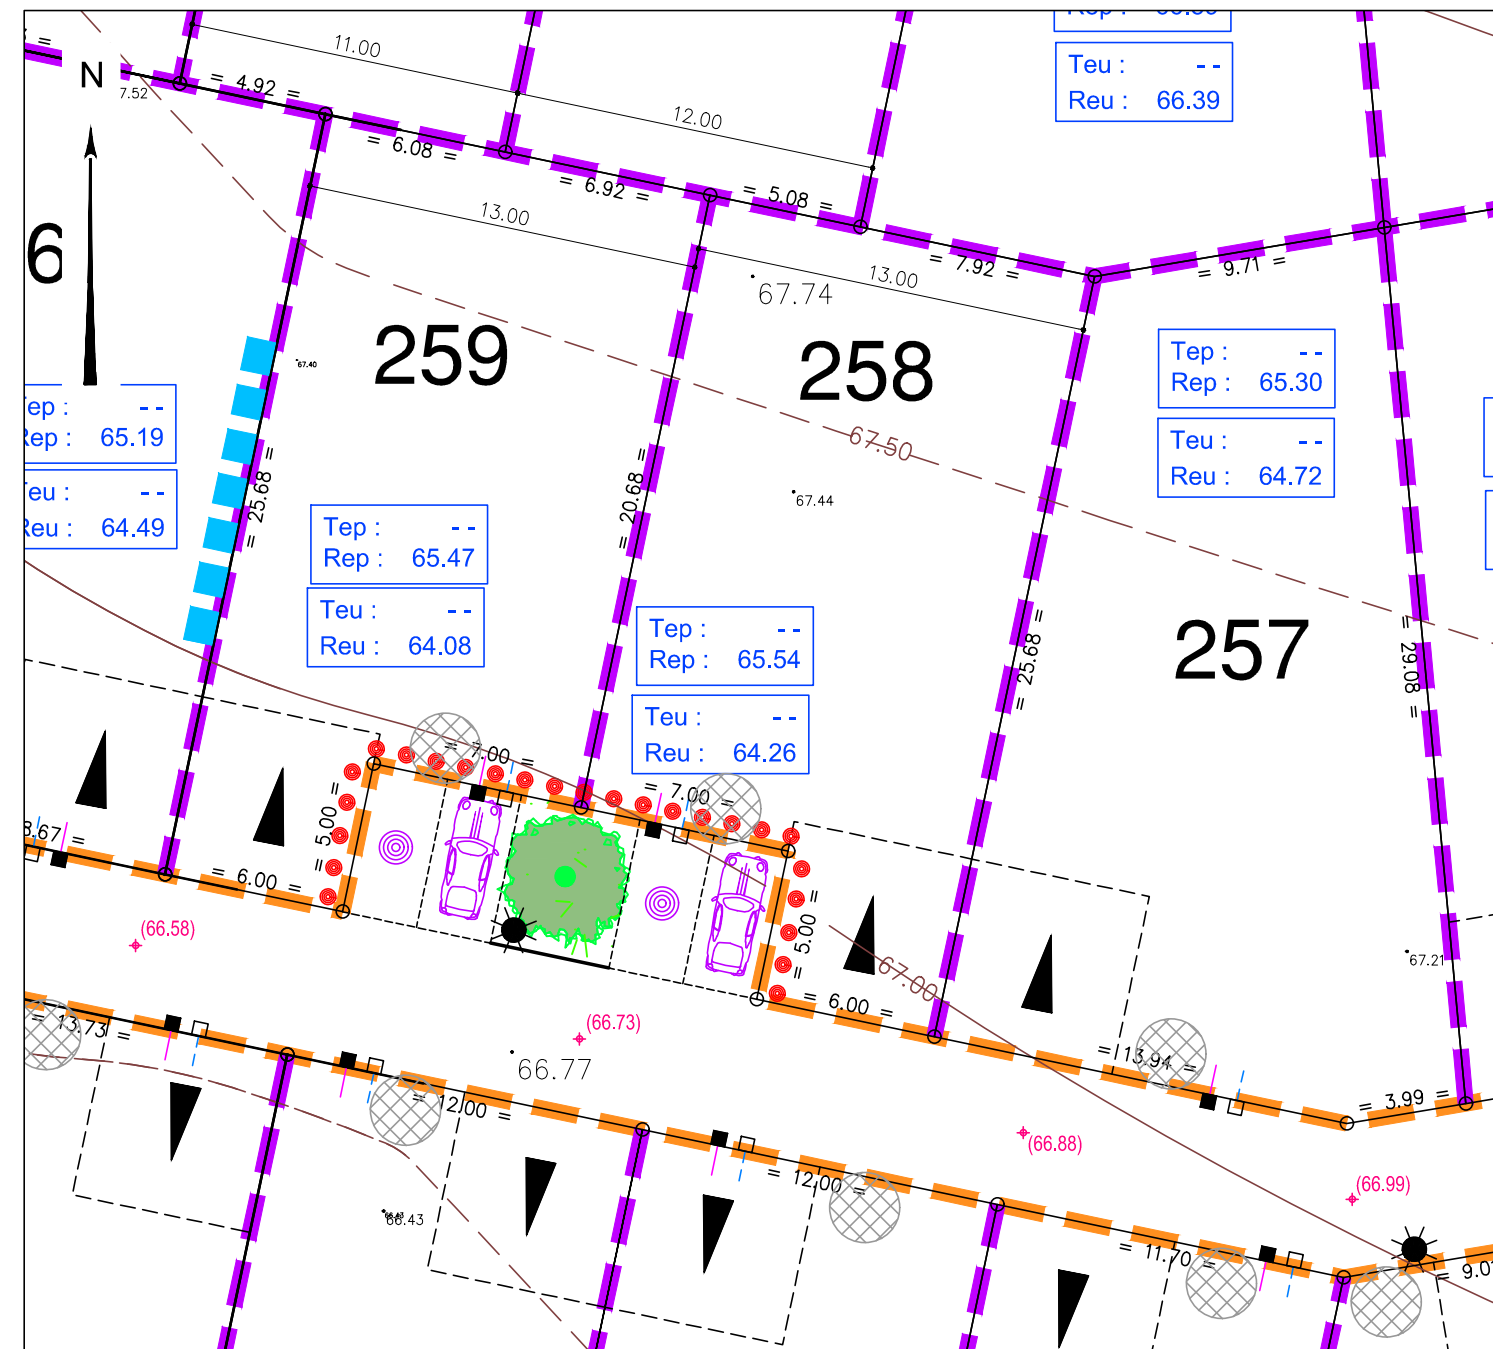 11.00
N
7.52
= 4.92 =
12.00
Teu : --
Reu : 66.39
= 6.08 =
= 6.92 =
= 5.08 =
13.00
= 7.92 =
= 9.71 =
13.00
6
67.74
67.40
259
258
Tep : --
Rep : 65.30
Teu : --
Reu : 64.72
ep : --
ep : 65.19
eu : --
eu : 64.49
67.50
= 25.68 =
= 20.68 =
67.44
Tep : --
Rep : 65.47
Teu : --
Reu : 64.08
Tep : --
Rep : 65.54
Teu : --
Reu : 64.26
257
= 25.68 =
= 29.08 =
= 7.00 =
= 7.00 =
= 5.00 =
8.67 =
= 6.00 =
(66.58)
= 5.00 =
67.00
67.21
= 6.00 =
= 13.73 =
(66.73)
66.77
= 13.94 =
= 3.99 =
= 12.00 =
(66.88)
= 12.00 =
(66.99)
66.43
= 11.70 =
= 9.0